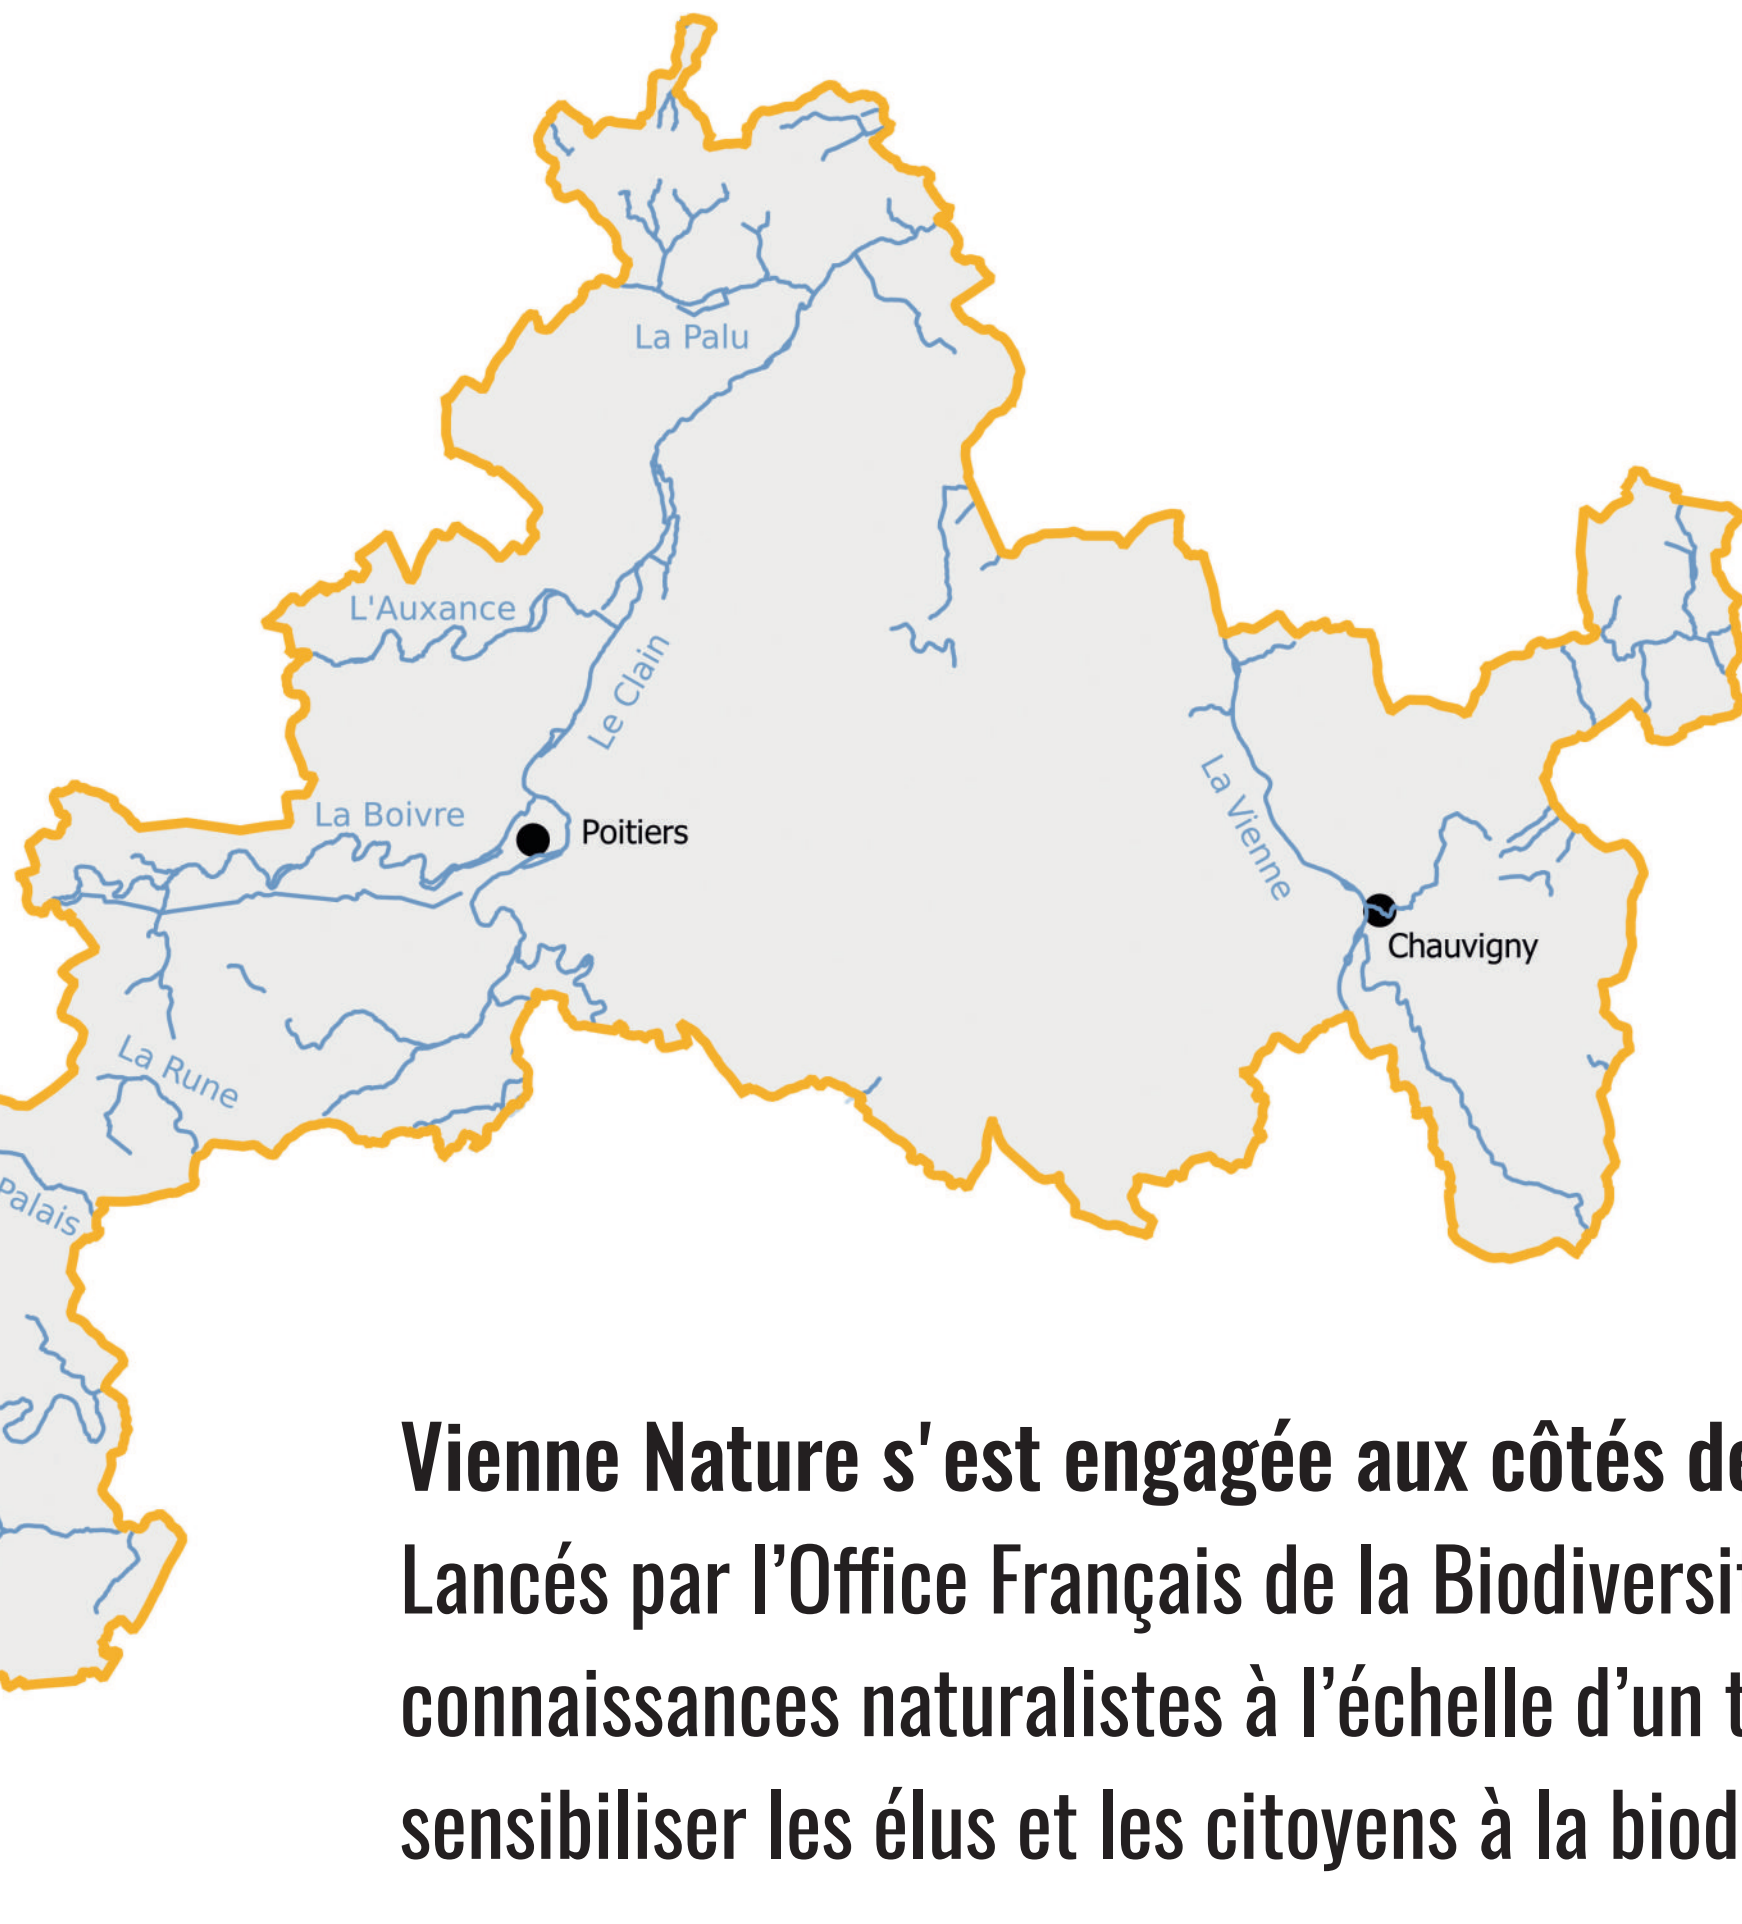 La Palu
L'Auxance
Le Clain
La Boivre
Poitiers
La Vienne
Chauvigny
La Rune
Palais
Vienne Nature s'est engagée aux côtés de
Lancés par l’Office Français de la Biodiversit
connaissances naturalistes à l’échelle d’un t
sensibiliser les élus et les citoyens à la biod